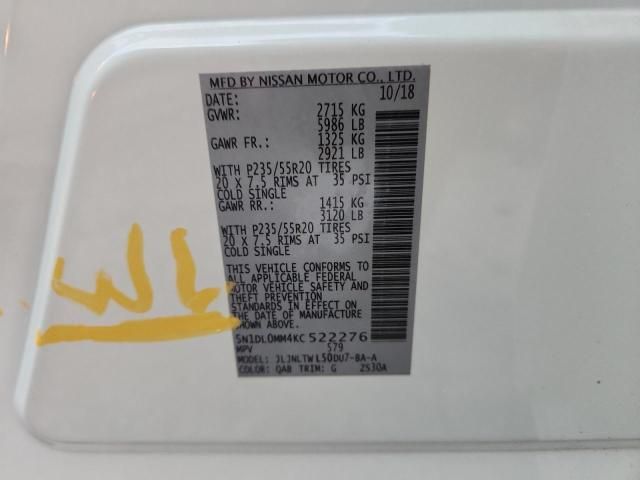 MFD BY NISSAN MOTOR CO., LTD.
DATE: 10/18
GVWR: 2715 KG
5986 LB
GAWR FR.: 1325 KG
2921 LB
WITH P235/55R20 TIRES
20 X 7.5 RIMS AT 35 PSI
COLD SINGLE
GAWR RR.: 1415 KG
3120 LB
WITH P235/55R20 TIRES
20 X 7.5 RIMS AT 35 PSI
COLD SINGLE
THIS VEHICLE CONFORMS TO
ALL APPLICABLE FEDERAL
MOTOR VEHICLE SAFETY AND
THEFT PREVENTION
STANDARDS IN EFFECT ON
THE DATE OF MANUFACTURE
SHOWN ABOVE.
5N1DL0MM4KC522276
MPV 579
MODEL: JLJNLTWL50DU7-BA-A
COLOR: QAB TRIM: G ZS30A